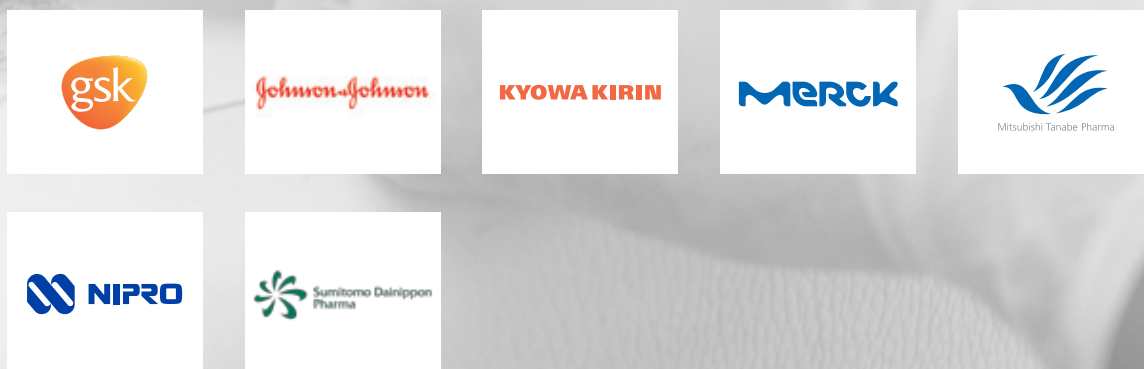 gsk
Johnson&Johnson
KYOWA KIRIN
MERCK
Mitsubishi Tanabe Pharma
NIPRO
Sumitomo Dainippon
Pharma